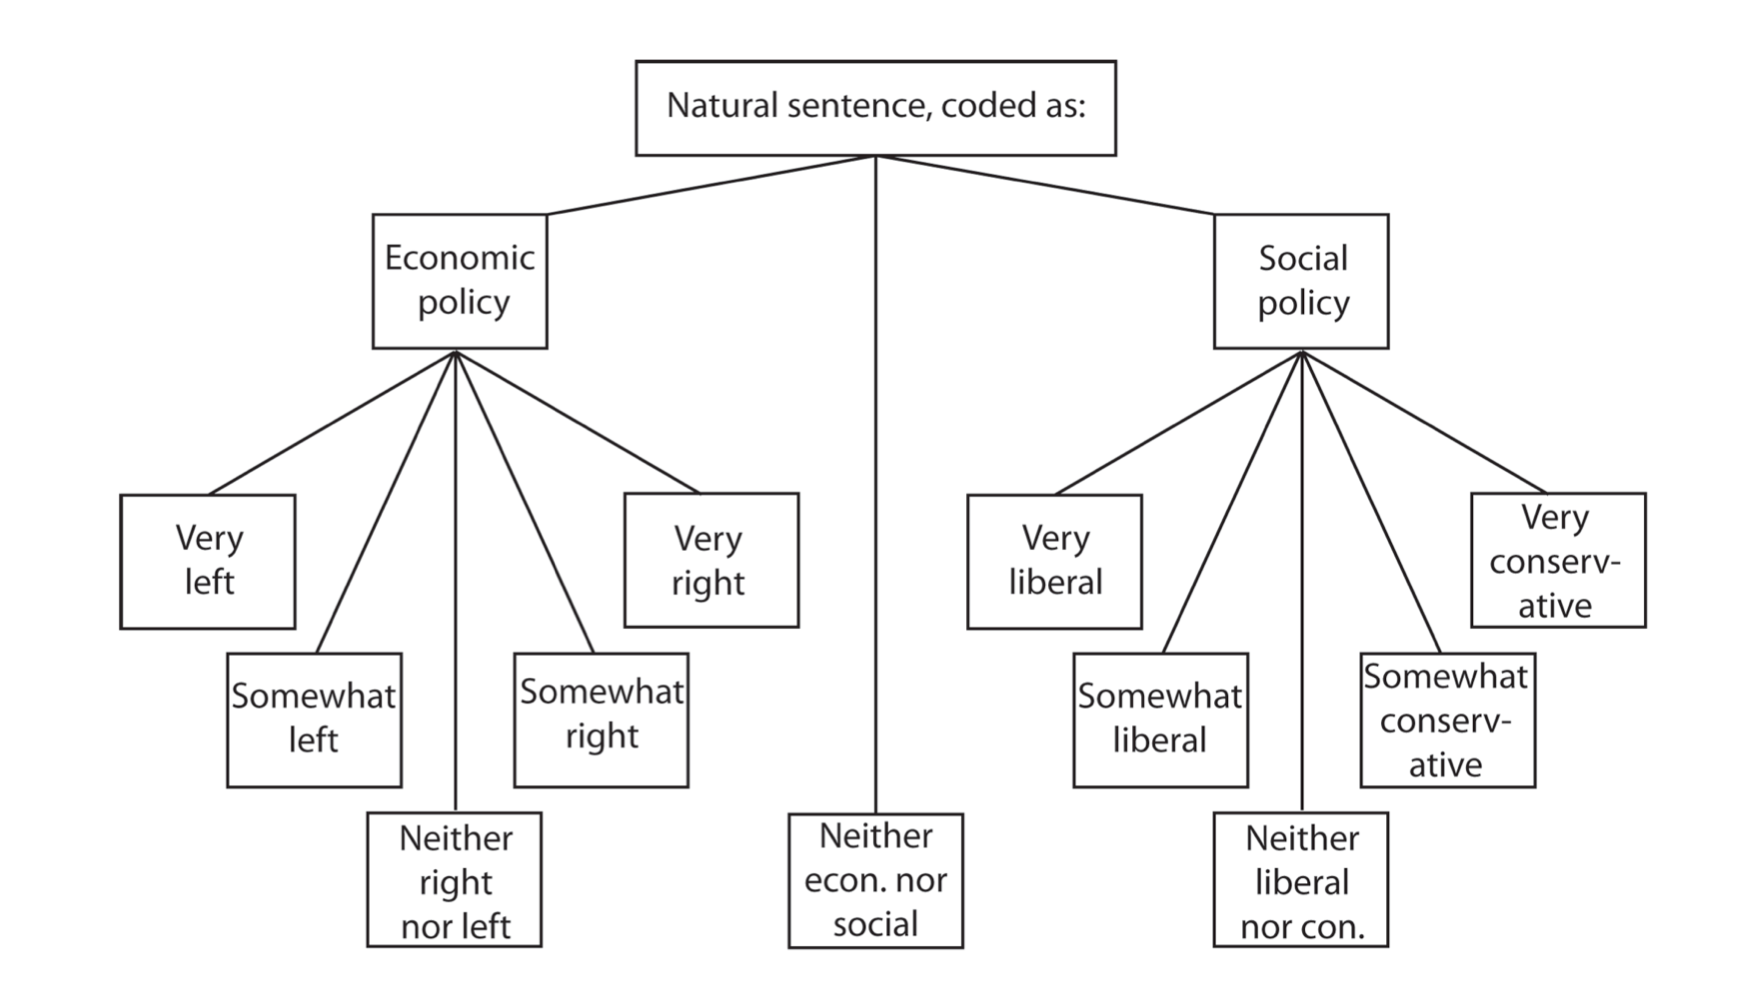 Natural sentence, coded as:
Economic
policy
Social
policy
Very
left
Somewhat
left
Neither
right
nor left
Somewhat
right
Very
right
Neither
econ. nor
social
Very
liberal
Somewhat
liberal
Neither
liberal
nor con.
Somewhat
conserv-
ative
Very
conserv-
ative